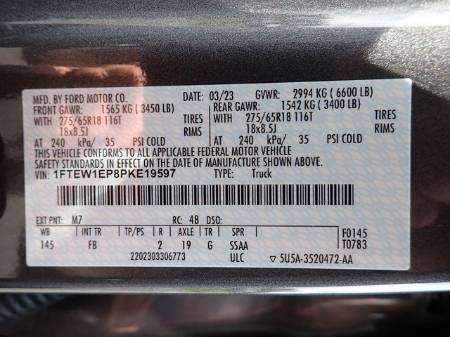 MFD. BY FORD MOTOR CO. 03/23 GVWR: 2994 KG ( 6600 LB)
FRONT GAWR: 1565 KG ( 3450 LB) REAR GAWR: 1542 KG ( 3400 LB)
WITH 275/65R18 116T TIRES WITH 275/65R18 116T TIRES
18x8.5J RIMS 18x8.5J RIMS
AT 240 kPa/ 35 PSI COLD AT 240 kPa/ 35 PSI COLD
THIS VEHICLE CONFORMS TO ALL APPLICABLE FEDERAL MOTOR VEHICLE
SAFETY STANDARDS IN EFFECT ON THE DATE OF MANUFACTURE SHOWN ABOVE.
VIN: 1FTEW1EP8PKE19597 TYPE: Truck
EXT PNT: M7 RC: 48 DSO:
WB INT TR TP/PS R AXLE TR SPR F0145
145 FB 2 19 G SSAA T0783
2202303306773 ULC 5U5A-3520472-AA